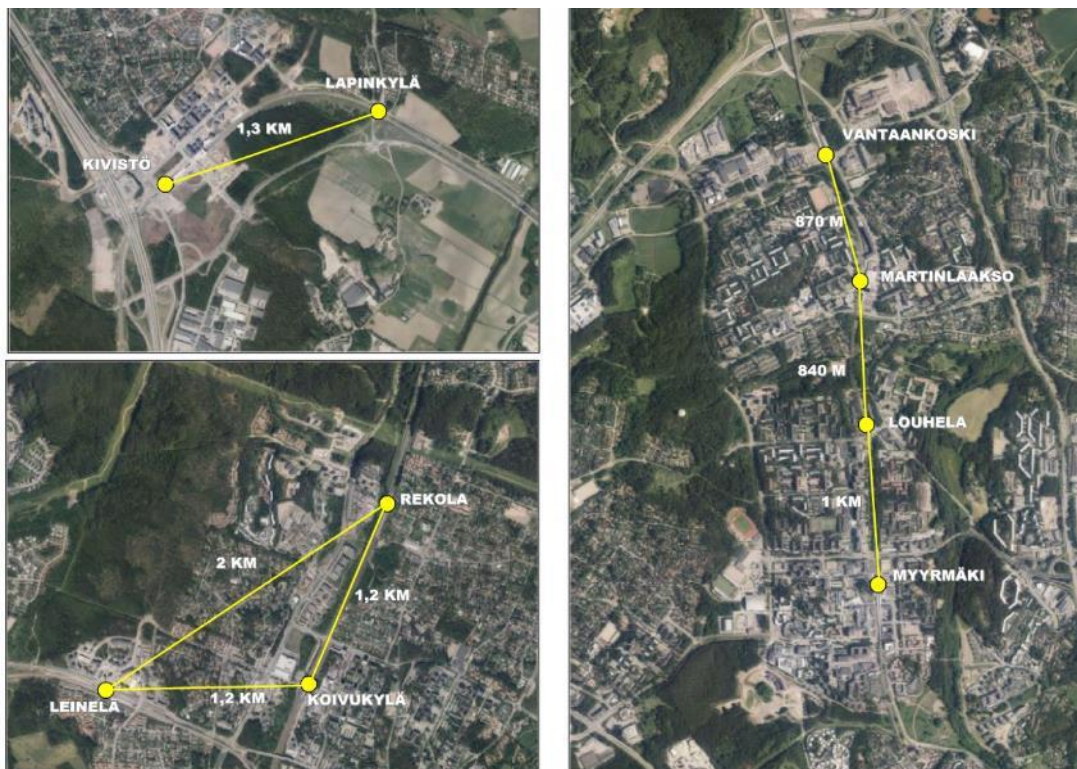 LAPINKYLÄ
1,3 KM
KIVISTÖ
REKOLA
2 KM
1,2 KM
LEINELÄ
1,2 KM
KOIVUKYLÄ
VANTAANKOSKI
870 M
MARTINLAAKSO
840 M
LOUHELA
1 KM
MYYRMÄKI